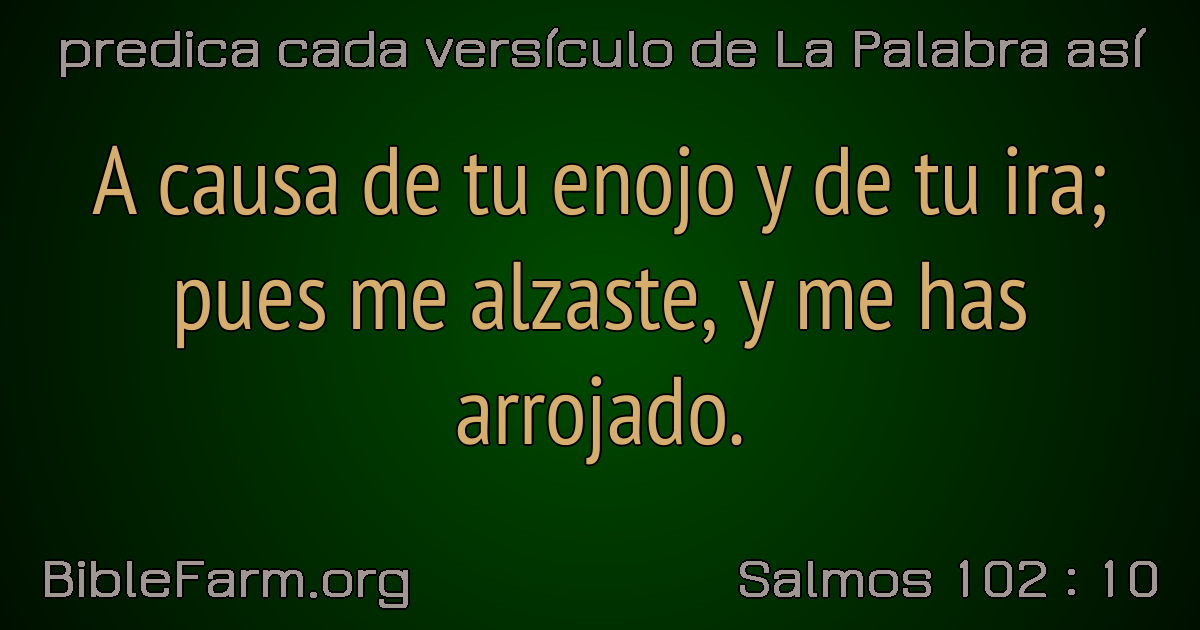 predica cada versículo de La Palabra así
A causa de tu enojo y de tu ira;
pues me alzaste, y me has
arrojado.
BibleFarm.org
Salmos 102 : 10